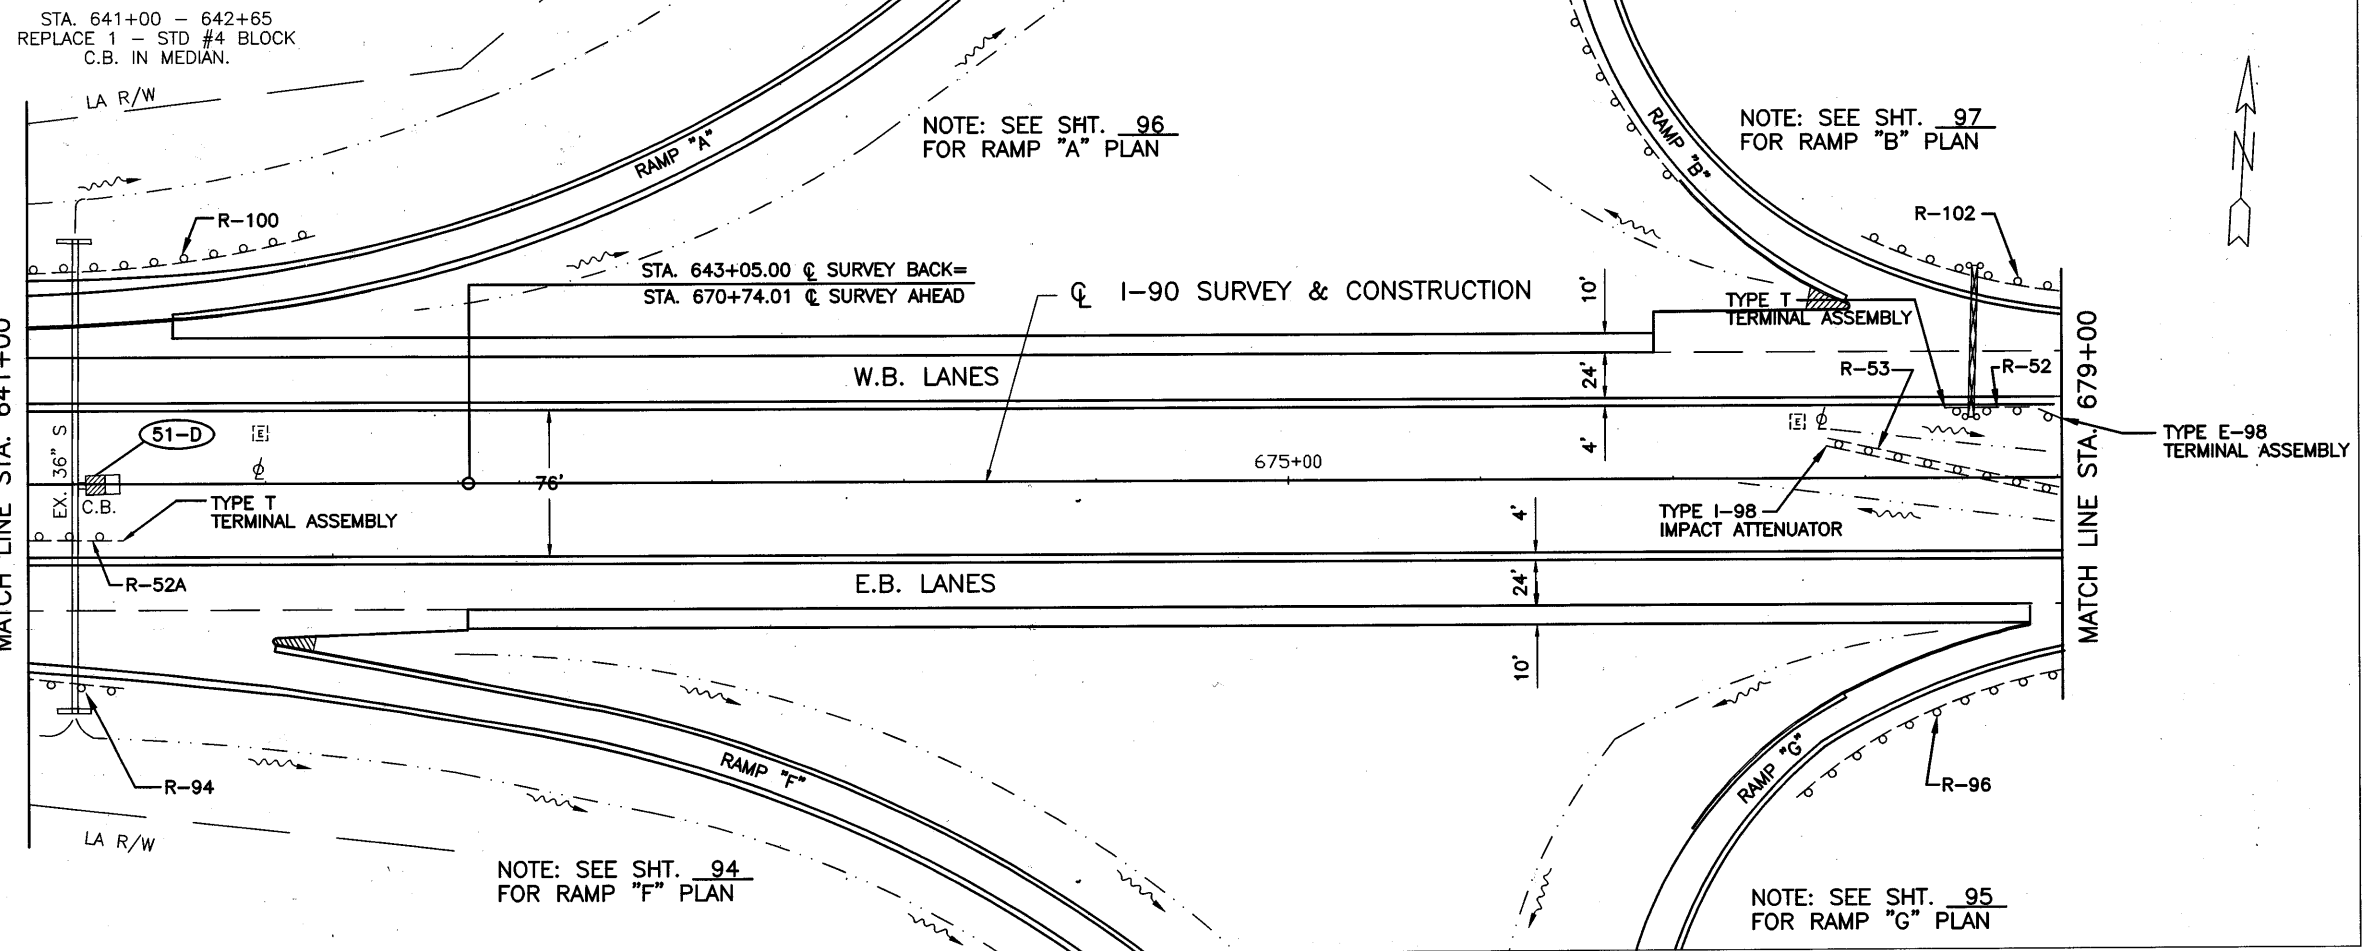 STA. 641+00 – 642+65
REPLACE 1 – STD #4 BLOCK
C.B. IN MEDIAN.
LA R/W
NOTE: SEE SHT. 96
FOR RAMP "A" PLAN
NOTE: SEE SHT. 97
FOR RAMP "B" PLAN
N
RAMP "A"
RAMP "B"
R-100
R-102
STA. 643+05.00 ℄ SURVEY BACK=
STA. 670+74.01 ℄ SURVEY AHEAD
℄ I-90 SURVEY & CONSTRUCTION
10'
TYPE T
TERMINAL ASSEMBLY
MATCH LINE STA. 641+00
W.B. LANES
24'
R-53
R-52
MATCH LINE STA. 679+00
51-D
E
EX. 36" S
C.B.
76'
4'
675+00
E
TYPE E-98
TERMINAL ASSEMBLY
TYPE T
TERMINAL ASSEMBLY
4'
TYPE I-98
IMPACT ATTENUATOR
R-52A
E.B. LANES
24'
10'
R-94
RAMP "F"
RAMP "G"
R-96
LA R/W
NOTE: SEE SHT. 94
FOR RAMP "F" PLAN
NOTE: SEE SHT. 95
FOR RAMP "G" PLAN